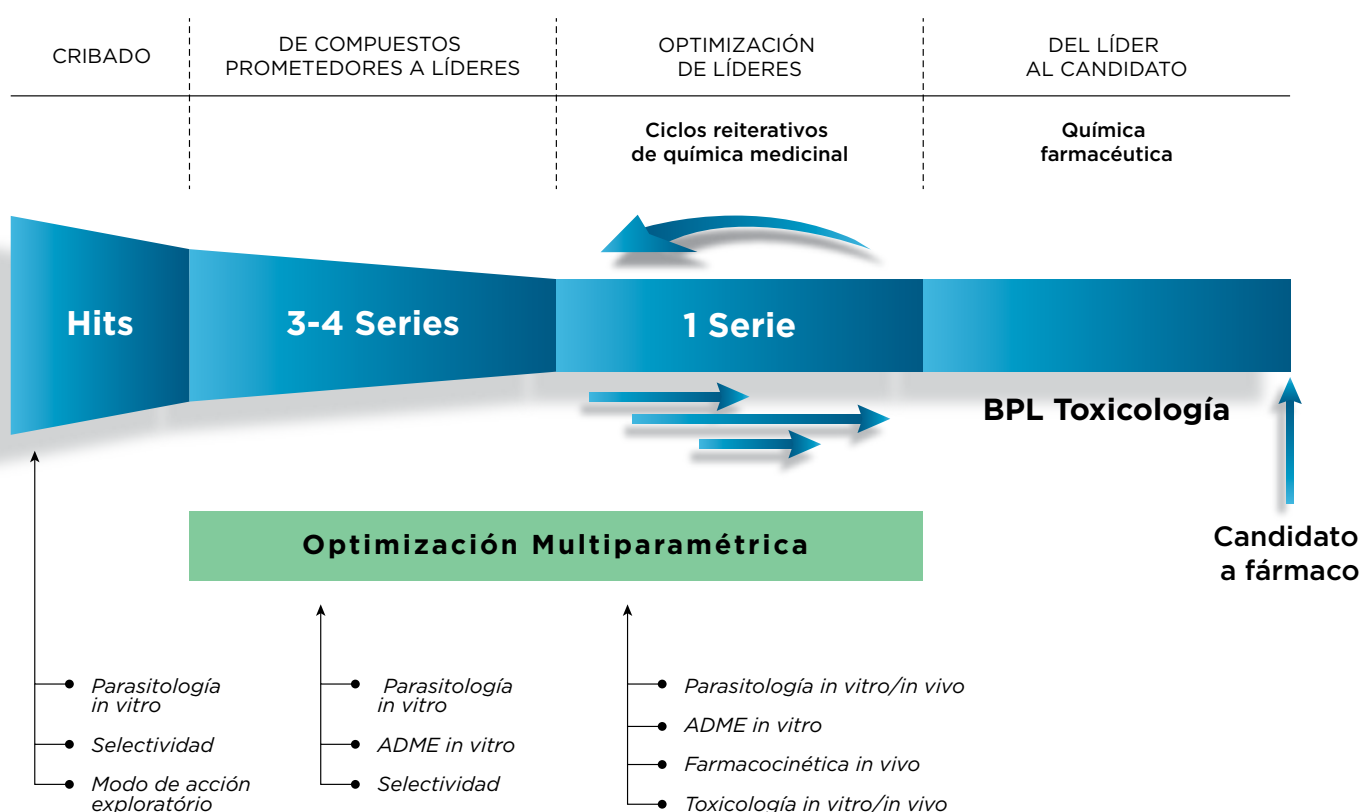 CRIBADO
DE COMPUESTOS
PROMETEDORES A LÍDERES
OPTIMIZACIÓN
DE LÍDERES
DEL LÍDER
AL CANDIDATO
Ciclos reiterativos
de química medicinal
Química
farmacéutica
Hits
3-4 Series
1 Serie
BPL Toxicología
Candidato
a fármaco
Optimización Multiparamétrica
Parasitología
in vitro
Selectividad
Modo de acción
exploratório
Parasitología
in vitro
ADME in vitro
Selectividad
Parasitología in vitro/in vivo
ADME in vitro
Farmacocinética in vivo
Toxicología in vitro/in vivo